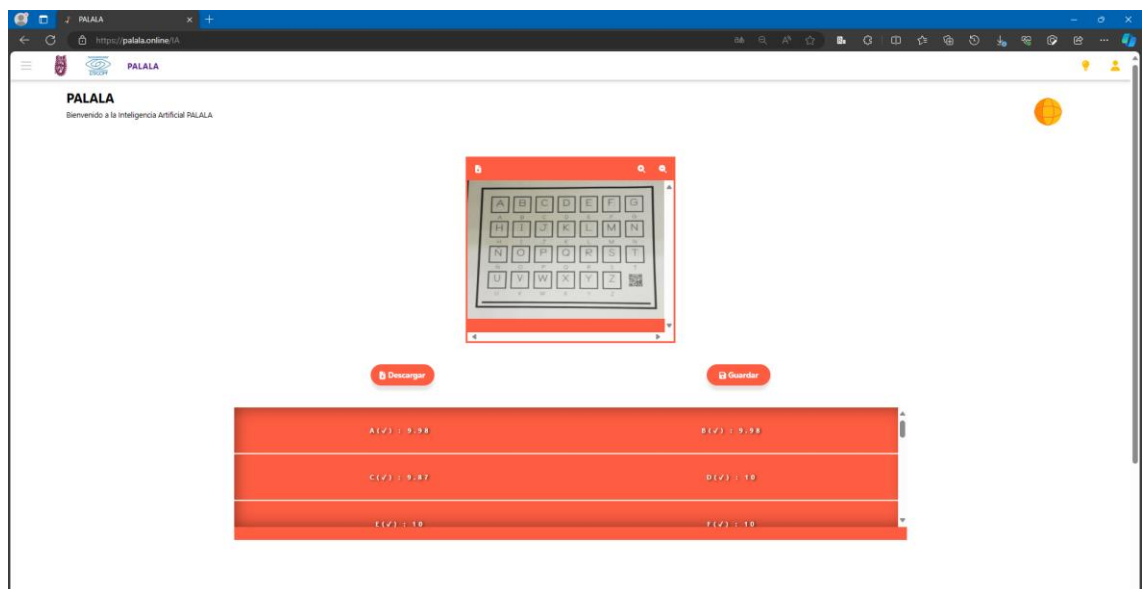 PALALA
https://palala.online/IA
PALALA
PALALA
Bienvenido a la Inteligencia Artificial PALALA
A B C D E F G
A B C D E F G
H I J K L M N
H I J K L M N
Ñ O P Q R S T
Ñ O P Q R S T
U V W X Y Z
U V W X Y Z
Descargar
Guardar
A(✓) : 9.98
B(✓) : 9.98
C(✓) : 9.87
D(✓) : 10
E(✓) : 10
F(✓) : 10